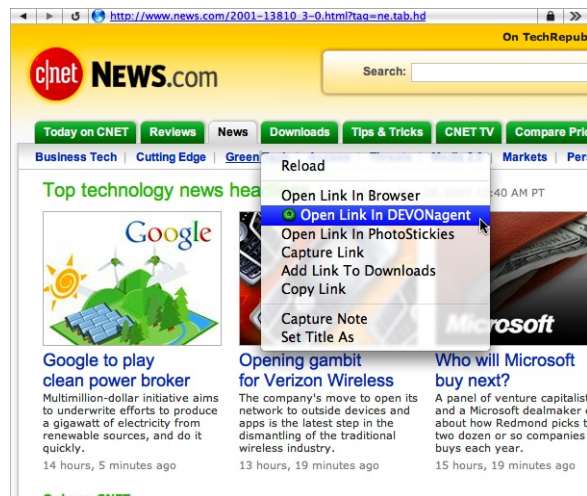 http://www.news.com/2001-13810_3-0.html?tag=ne.tab.hd
On TechRepub
c|net NEWS.com
Search:
Today on CNET Reviews News Downloads Tips & Tricks CNET TV Compare Pric
Business Tech | Cutting Edge | Green | Markets | Pers
Top technology news hea :40 AM PT
Reload
Open Link In Browser
Open Link In DEVONagent
Open Link In PhotoStickies
Capture Link
Add Link To Downloads
Copy Link
Capture Note
Set Title As
Google
Microsoft
Google to play
clean power broker
Multimillion-dollar initiative aims
to underwrite efforts to produce
a gigawatt of electricity from
renewable sources, and do it
quickly.
14 hours, 5 minutes ago
Opening gambit
for Verizon Wireless
The company's move to open its
network to outside devices and
apps is the latest step in the
dismantling of the traditional
wireless industry.
13 hours, 19 minutes ago
Who will Microsoft
buy next?
A panel of venture capitalist
and a Microsoft dealmaker
about how Redmond picks t
two dozen or so companies
buys each year.
15 hours, 19 minutes ago